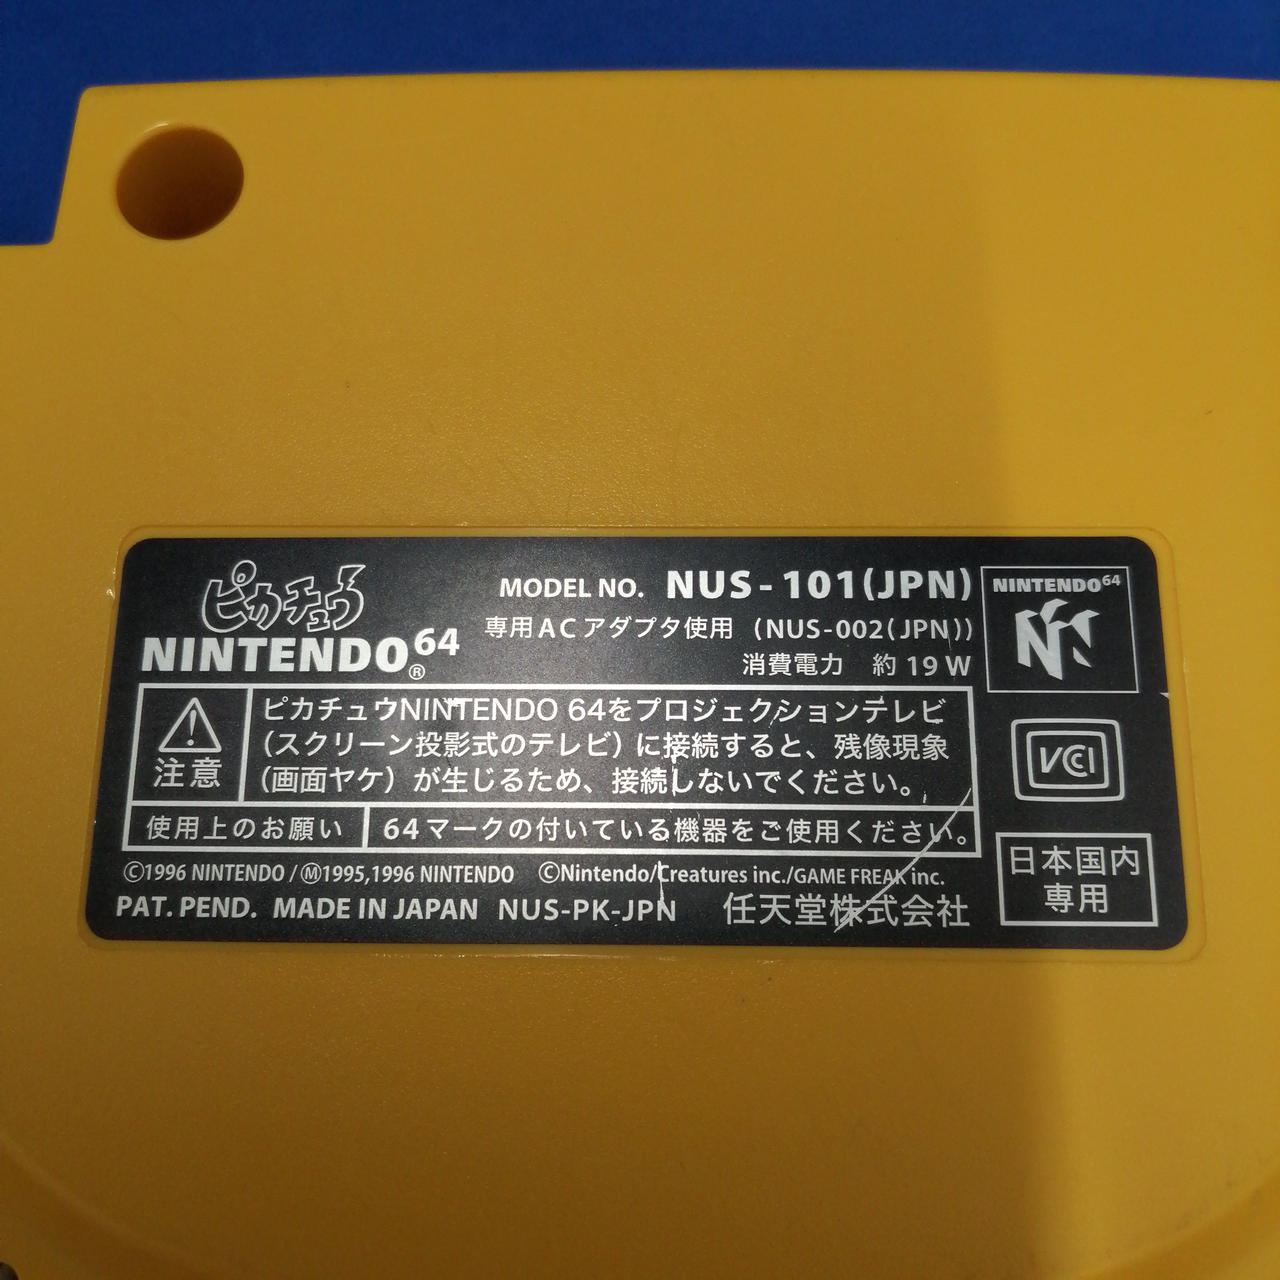 ピカチュウ
NINTENDO64®
MODEL NO. NUS-101(JPN)
専用ACアダプタ使用 (NUS-002(JPN))
消費電力 約19W
NINTENDO64
注意
ピカチュウNINTENDO 64をプロジェクションテレビ
(スクリーン投影式のテレビ)に接続すると、残像現象
(画面ヤケ)が生じるため、接続しないでください。
VCCI
使用上のお願い
64マークの付いている機器をご使用ください。
©1996 NINTENDO/Ⓜ1995,1996 NINTENDO ©Nintendo/Creatures inc./GAME FREAK inc.
PAT. PEND. MADE IN JAPAN NUS-PK-JPN 任天堂株式会社
日本国内
専用